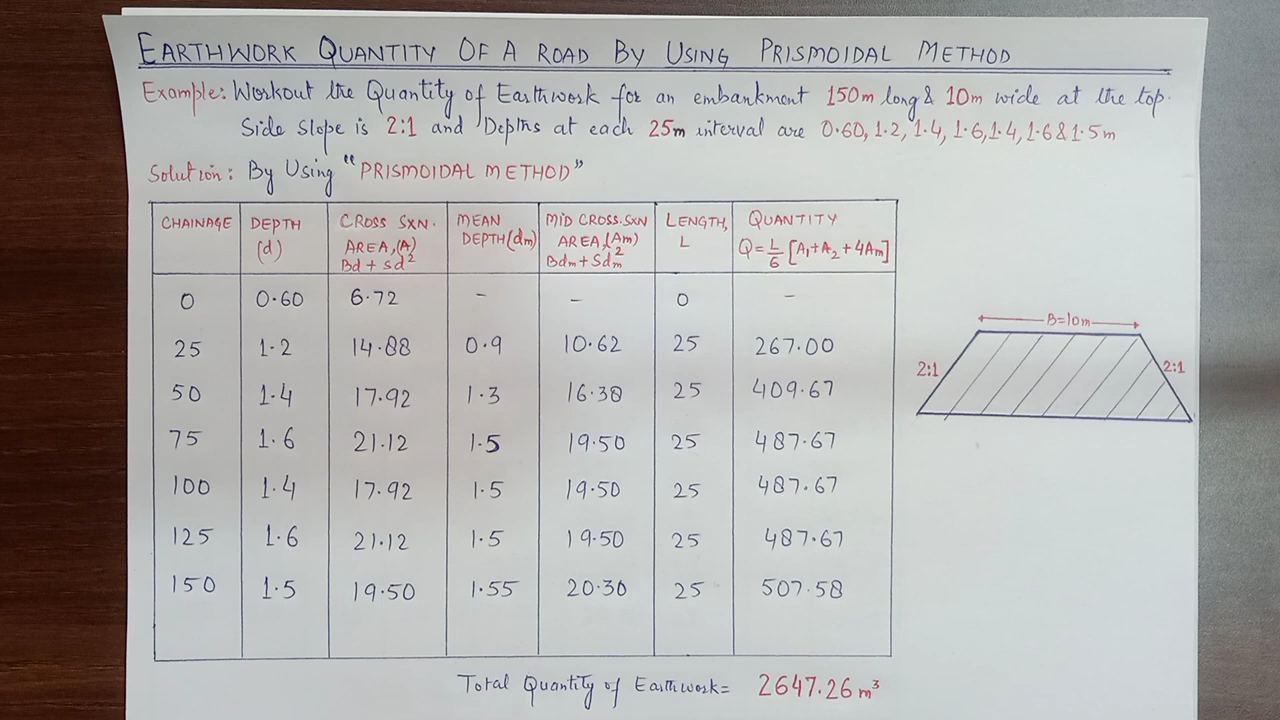 EARTHWORK QUANTITY OF A ROAD BY USING PRISMOIDAL METHOD
Example: Workout the Quantity of Earthwork for an embankment 150m long & 10m wide at the top.
Side slope is 2:1 and Depths at each 25m interval are 0.60, 1.2, 1.4, 1.6, 1.4, 1.6 & 1.5m
Solution: By Using "PRISMOIDAL METHOD"
CHAINAGE DEPTH (d) CROSS SXN. AREA, (A) Bd + Sd² MEAN DEPTH (dm) MID CROSS. SXN AREA, (Am) Bdm + Sdm² LENGTH, L QUANTITY Q = L/6 [A₁+A₂+4Am]
0 0.60 6.72 - - 0 -
25 1.2 14.88 0.9 10.62 25 267.00
50 1.4 17.92 1.3 16.38 25 409.67
75 1.6 21.12 1.5 19.50 25 487.67
100 1.4 17.92 1.5 19.50 25 487.67
125 1.6 21.12 1.5 19.50 25 487.67
150 1.5 19.50 1.55 20.30 25 507.58
B=10m
2:1 2:1
Total Quantity of Earthwork = 2647.26 m³